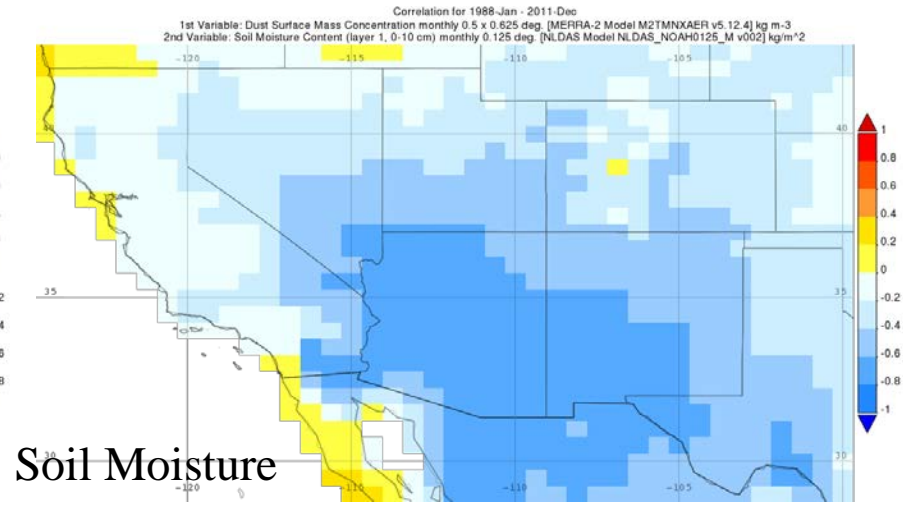 Correlation for 1988-Jan - 2011-Dec
1st Variable: Dust Surface Mass Concentration monthly 0.5 x 0.625 deg. [MERRA-2 Model M2TMNXAER v5.12.4] kg m-3
2nd Variable: Soil Moisture Content (layer 1, 0-10 cm) monthly 0.125 deg. [NLDAS Model NLDAS_NOAH0125_M v002] kg/m^2
-120 -115 -110 -105
40 40
35 35
30 30
-120 -115 -110 -105
1
0.8
0.6
0.4
0.2
0
-0.2
-0.4
-0.6
-0.8
-1
Soil Moisture